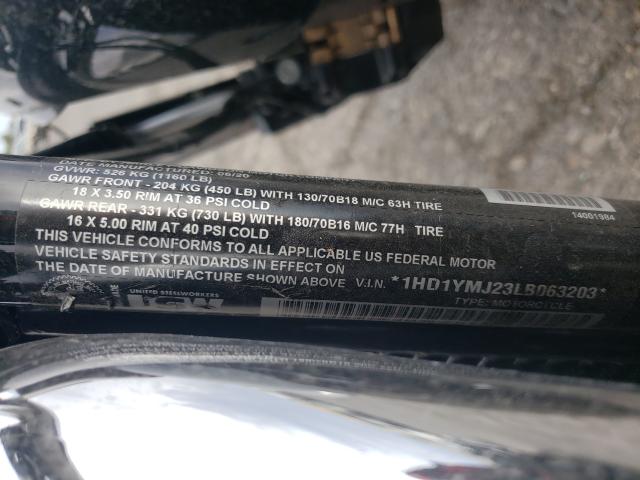 DATE MANUFACTURED: 06/20
GVWR: 526 KG (1160 LB)
GAWR FRONT - 204 KG (450 LB) WITH 130/70B18 M/C 63H TIRE
18 X 3.50 RIM AT 36 PSI COLD
GAWR REAR - 331 KG (730 LB) WITH 180/70B16 M/C 77H TIRE
16 X 5.00 RIM AT 40 PSI COLD
THIS VEHICLE CONFORMS TO ALL APPLICABLE US FEDERAL MOTOR
VEHICLE SAFETY STANDARDS IN EFFECT ON
THE DATE OF MANUFACTURE SHOWN ABOVE V.I.N. *1HD1YMJ23LB063203*
TYPE: MOTORCYCLE
UNITED STEELWORKERS
14001984